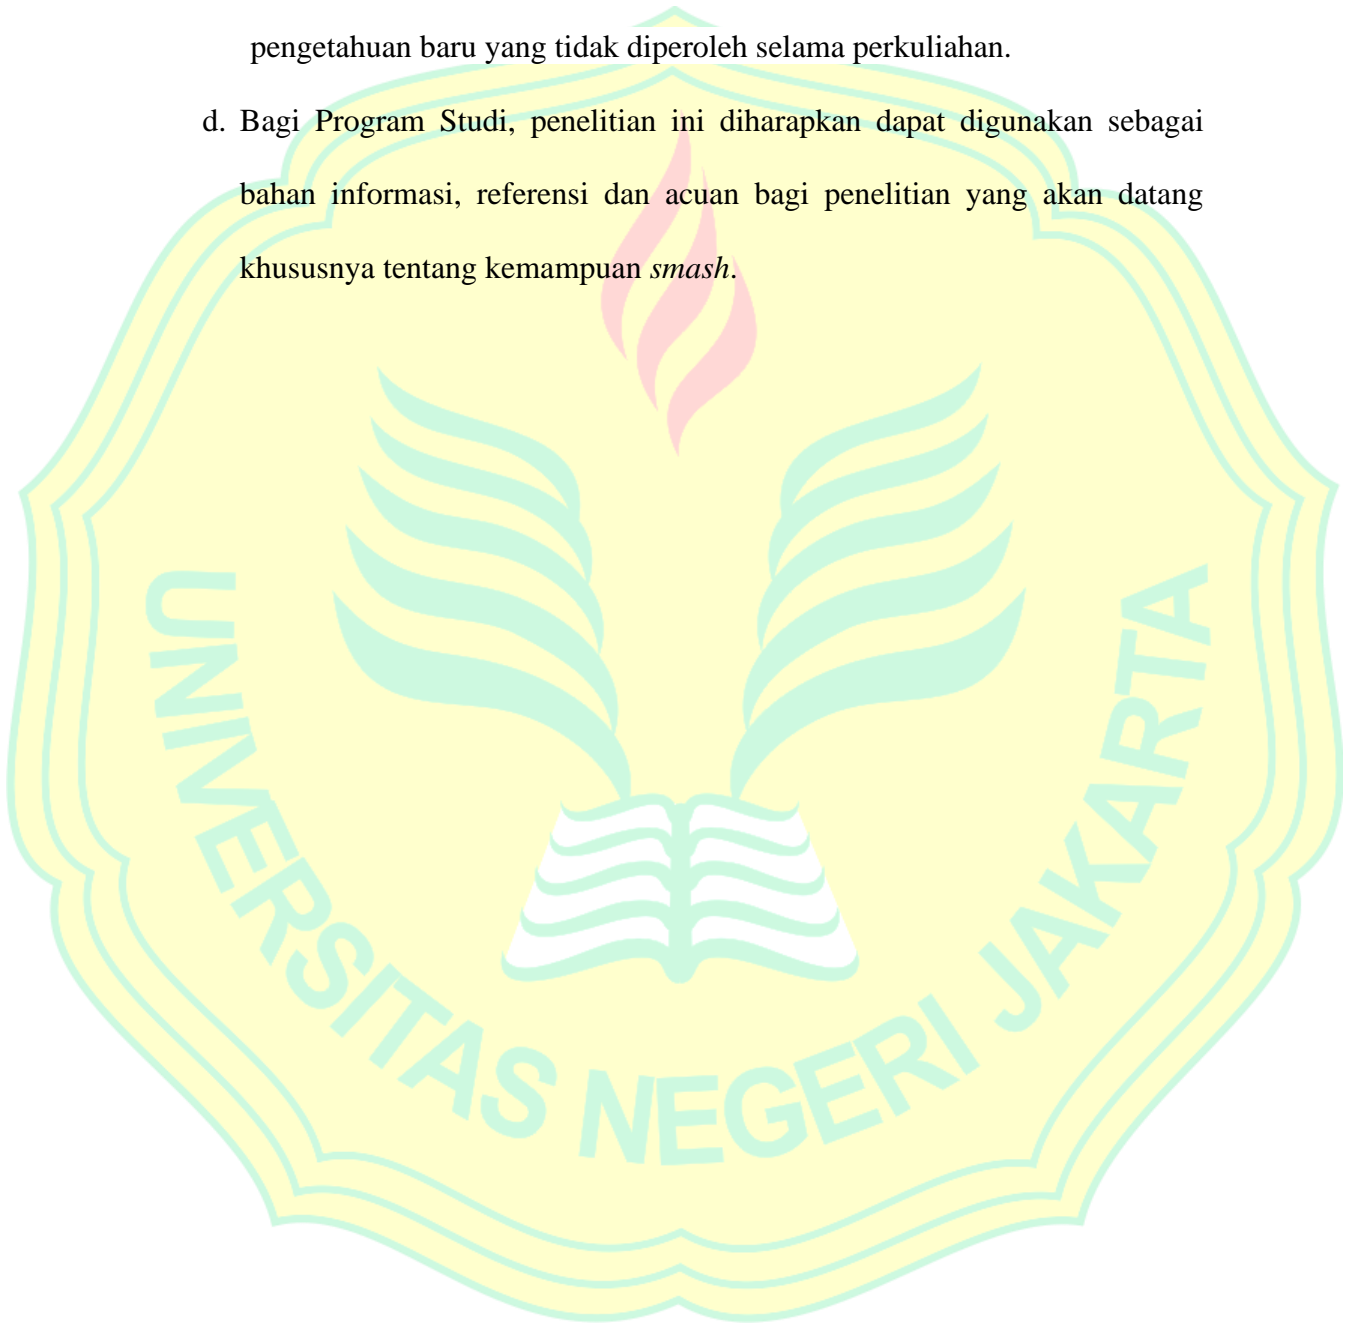 pengetahuan baru yang tidak diperoleh selama perkuliahan.
d. Bagi Program Studi, penelitian ini diharapkan dapat digunakan sebagai
bahan informasi, referensi dan acuan bagi penelitian yang akan datang
khususnya tentang kemampuan smash.
UNIVERSITAS NEGERI JAKARTA